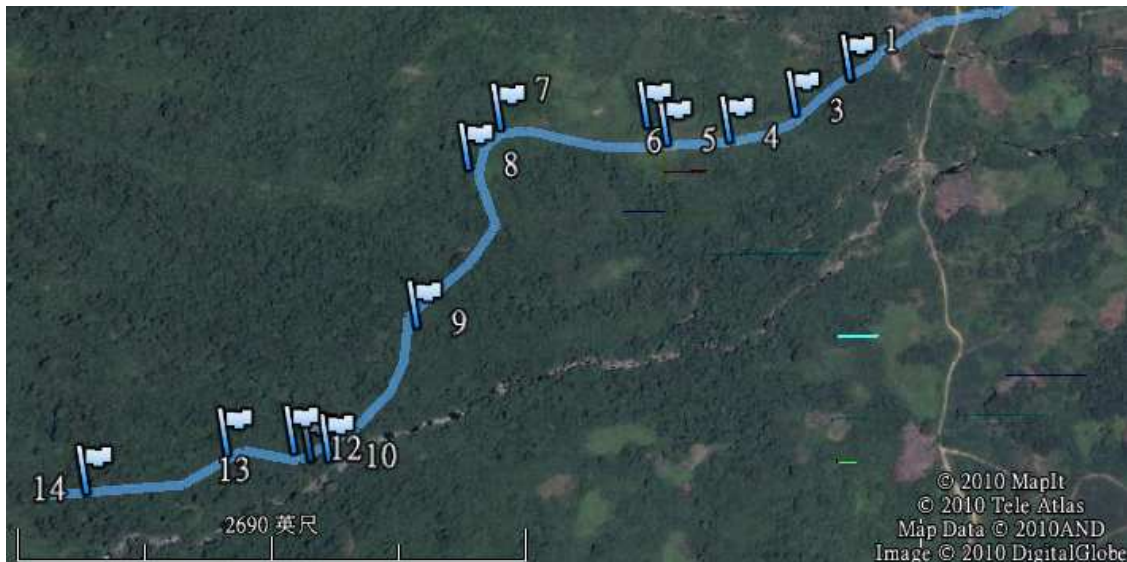 1
7
3
6 5 4
8
9
12 10
13
14
2690 英尺
© 2010 MapIt
© 2010 Tele Atlas
Map Data © 2010AND
Image © 2010 DigitalGlobe